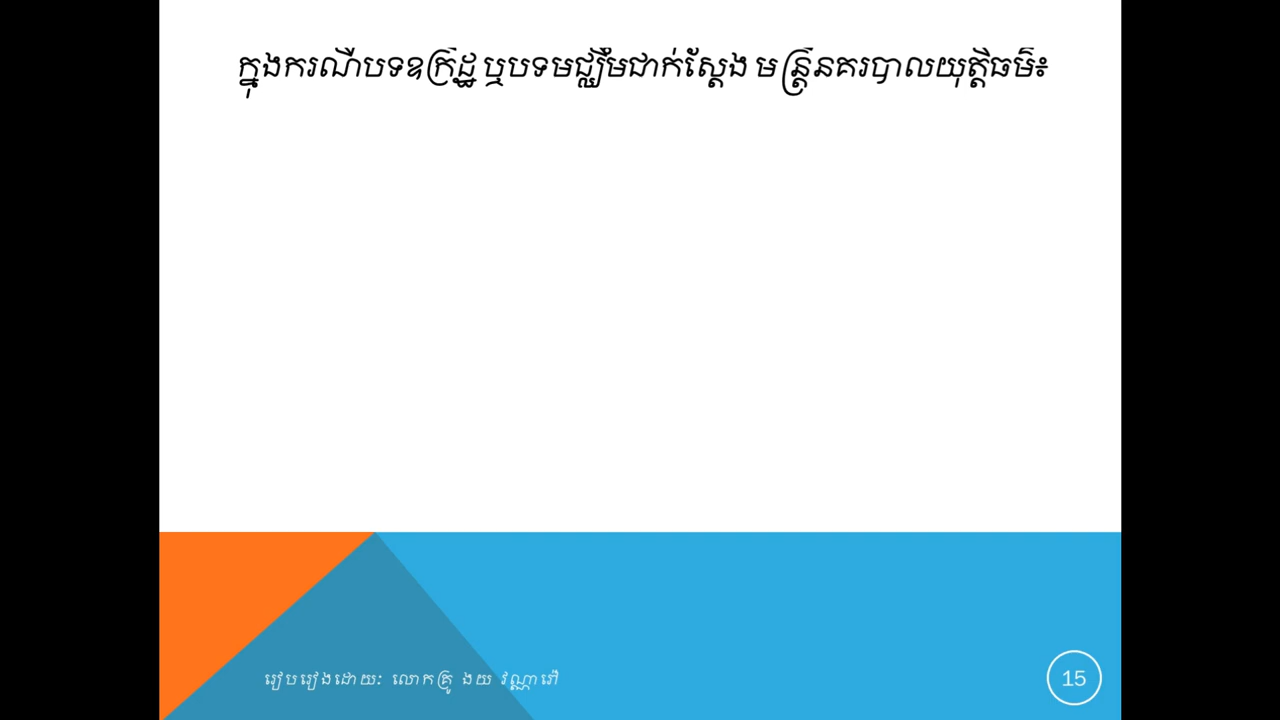 ក្នុងករណីបទឧក្រិដ្ឋ ឬបទមជ្ឈិមជាក់ស្តែង មន្ត្រីនគរបាលយុត្តិធម៌៖
រៀបរៀងដោយ: លោកគ្រូ ងយ វណ្ណារ៉ៅ
15